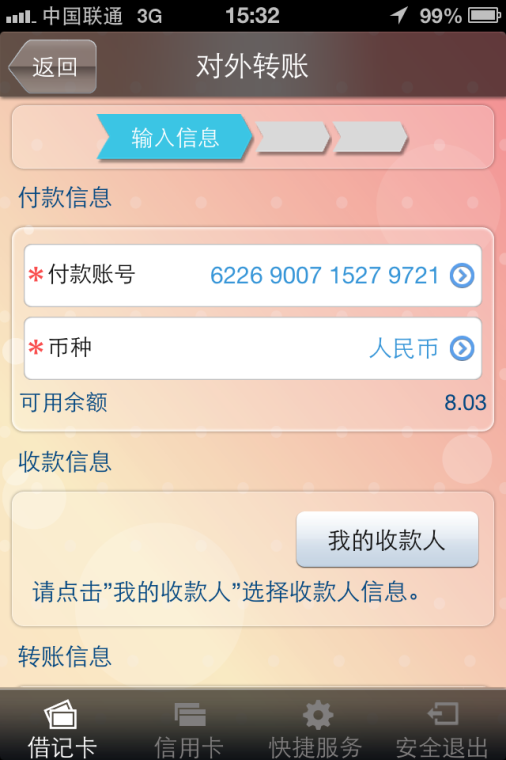 中国联通 3G 15:32 99%
返回 对外转账
输入信息
付款信息
*付款账号 6226 9007 1527 9721
*币种 人民币
可用余额 8.03
收款信息
我的收款人
请点击”我的收款人”选择收款人信息。
转账信息
借记卡 信用卡 快捷服务 安全退出